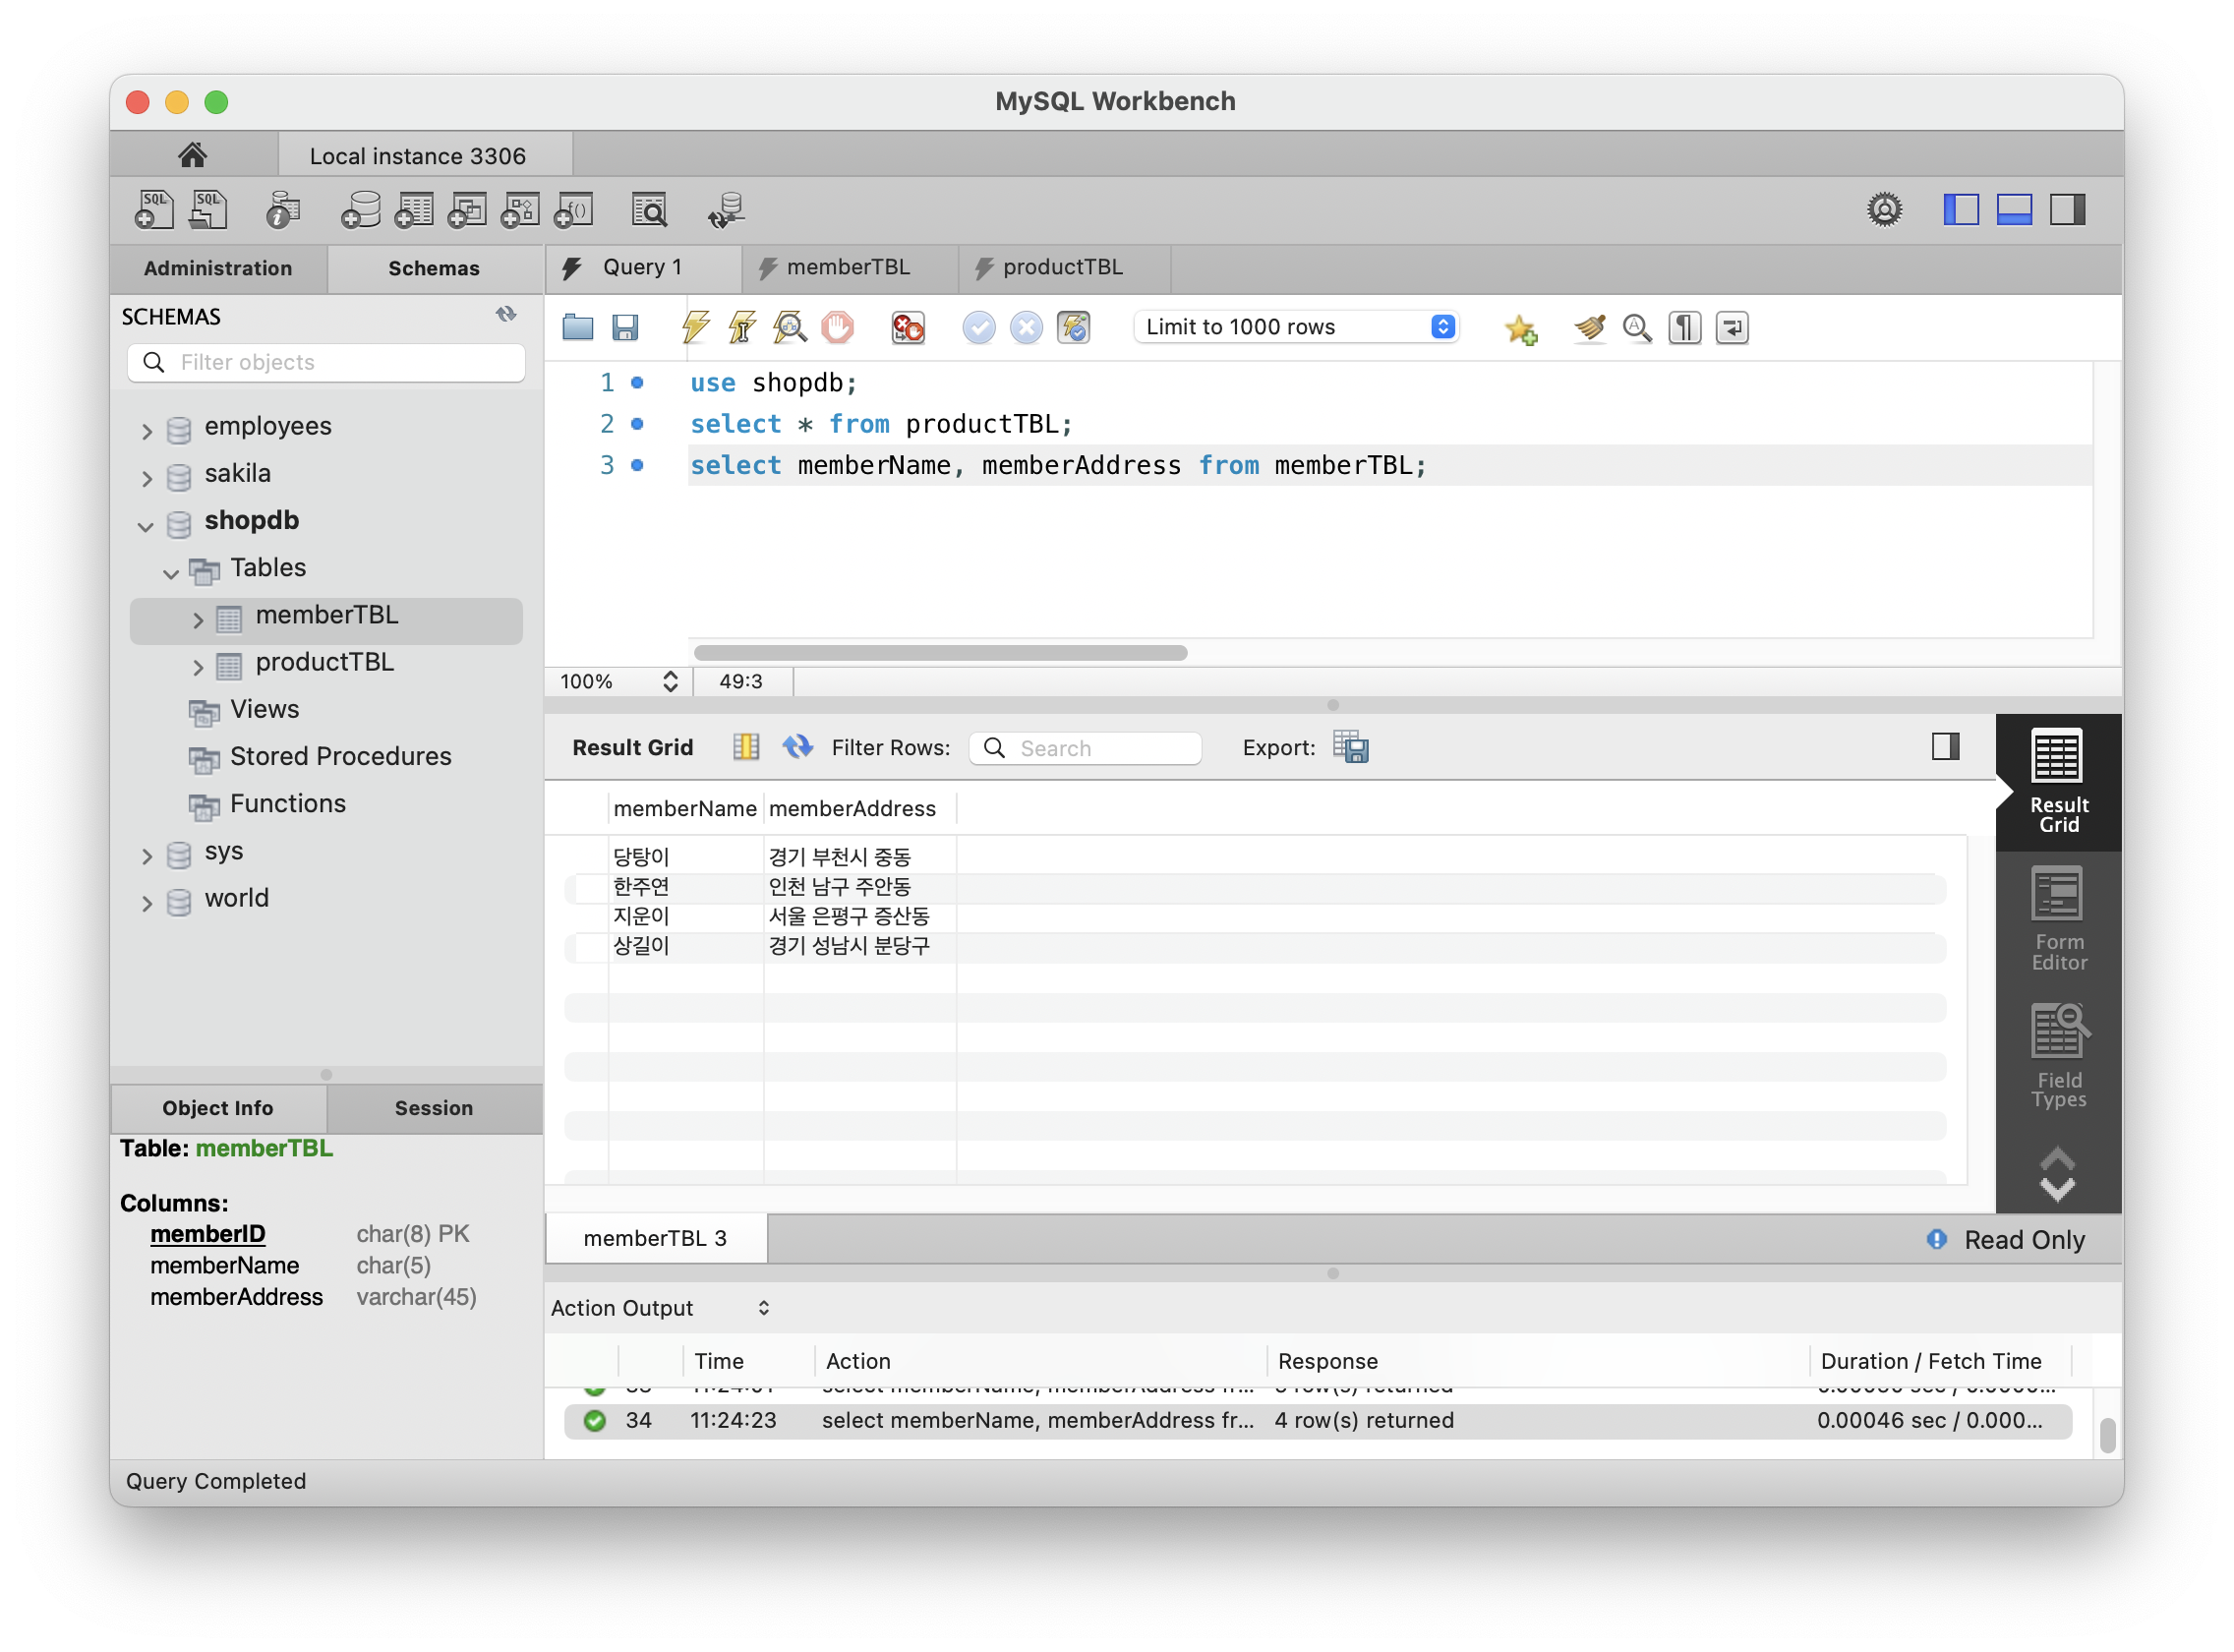 MySQL Workbench
Local instance 3306
Administration
Schemas
SCHEMAS
Filter objects
employees
sakila
shopdb
Tables
memberTBL
productTBL
Views
Stored Procedures
Functions
sys
world
Object Info
Session
Table: memberTBL
Columns:
memberID char(8) PK
memberName char(5)
memberAddress varchar(45)
Query 1
memberTBL
productTBL
Limit to 1000 rows
1 use shopdb;
2 select * from productTBL;
3 select memberName, memberAddress from memberTBL;
100% 49:3
Result Grid
Filter Rows:
Search
Export:
memberName memberAddress
당탕이 경기 부천시 중동
한주연 인천 남구 주안동
지운이 서울 은평구 증산동
상길이 경기 성남시 분당구
Result
Grid
Form
Editor
Field
Types
memberTBL 3
Read Only
Action Output
Time Action Response Duration / Fetch Time
select memberName, memberAddress fr... row(s) returned
34 11:24:23 select memberName, memberAddress fr... 4 row(s) returned 0.00046 sec / 0.000...
Query Completed